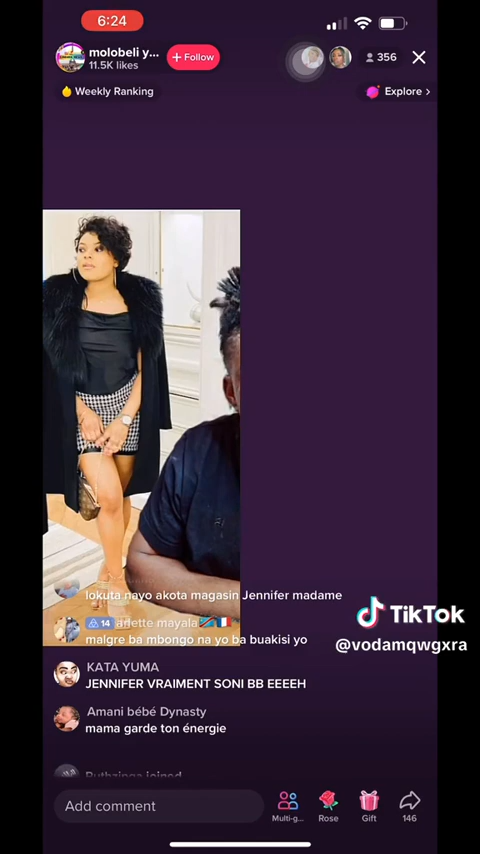 6:24
molobeli y...
11.5K likes
+ Follow
356
Weekly Ranking
Explore >
lokuta nayo akota magasin Jennifer madame
14 arlette mayala
malgre ba mbongo na yo ba buakisi yo
KATA YUMA
JENNIFER VRAIMENT SONI BB EEEEH
Amani bébé Dynasty
mama garde ton énergie
Ruthzinga joined
TikTok
@vodamqwgxra
Add comment
Multi-g...
Rose
Gift
146